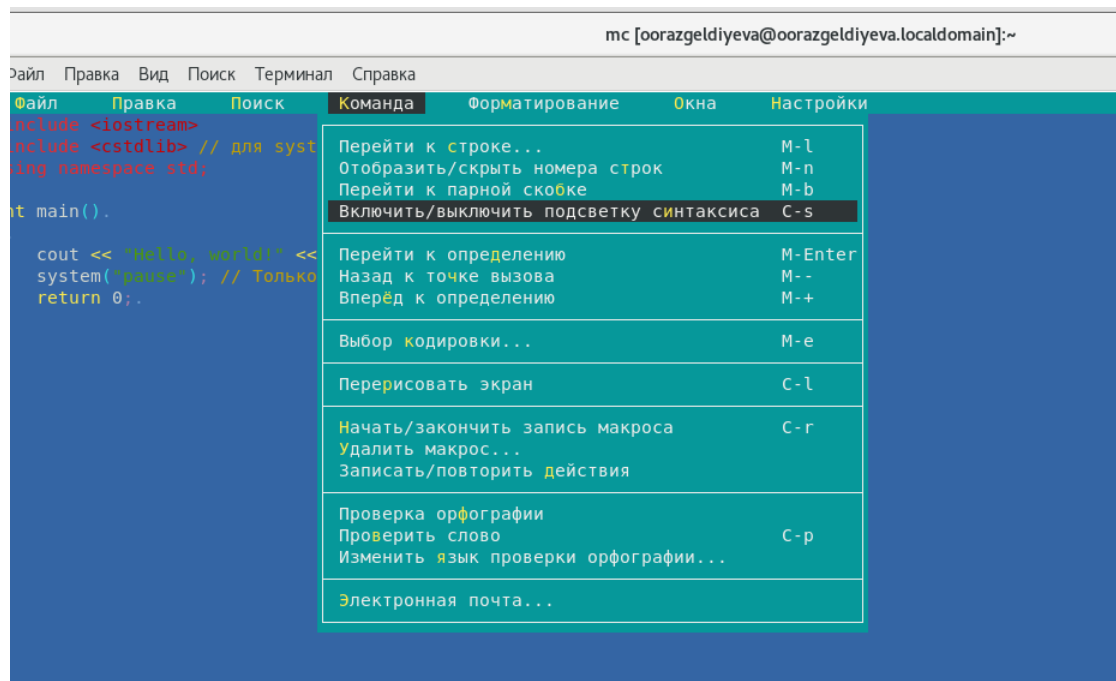 mc [oorazgeldiyeva@oorazgeldiyeva.localdomain]:~
Файл Правка Вид Поиск Терминал Справка
Файл Правка Поиск Команда Форматирование Окна Настройки
include <iostream>
include <cstdlib> // для syst
ing namespace std;
nt main().
cout << "Hello, world!" <<
system("pause"); // Только
return 0;.
Перейти к строке... M-l
Отобразить/скрыть номера строк M-n
Перейти к парной скобке M-b
Включить/выключить подсветку синтаксиса C-s
Перейти к определению M-Enter
Назад к точке вызова M--
Вперёд к определению M-+
Выбор кодировки... M-e
Перерисовать экран C-l
Начать/закончить запись макроса C-r
Удалить макрос...
Записать/повторить действия
Проверка орфографии
Проверить слово C-p
Изменить язык проверки орфографии...
Электронная почта...